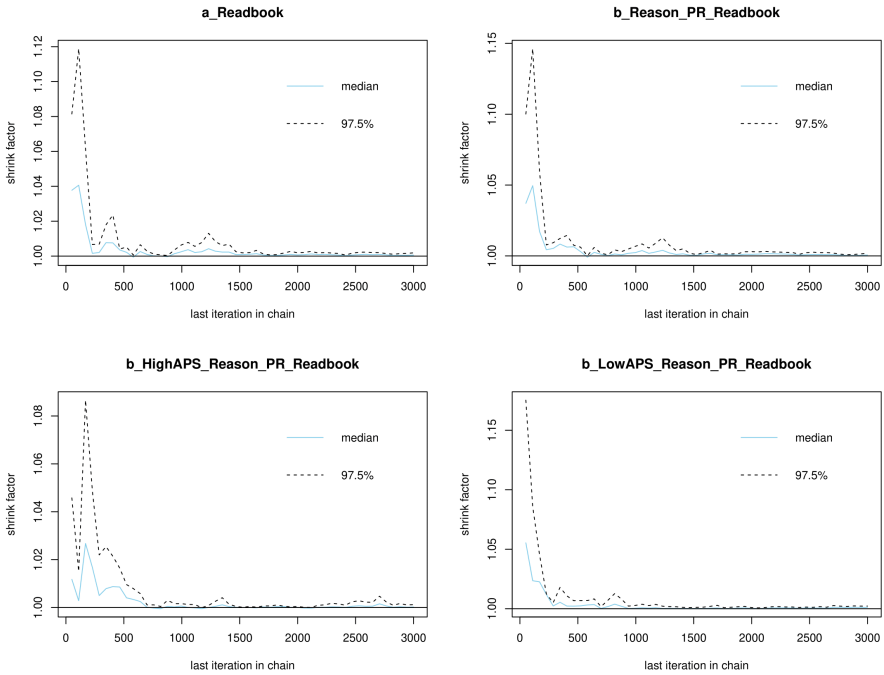 a_Readbook
shrink factor
1.00 1.02 1.04 1.06 1.08 1.10 1.12
median
97.5%
0 500 1000 1500 2000 2500 3000
last iteration in chain
b_Reason_PR_Readbook
shrink factor
1.00 1.05 1.10 1.15
median
97.5%
0 500 1000 1500 2000 2500 3000
last iteration in chain
b_HighAPS_Reason_PR_Readbook
shrink factor
1.00 1.02 1.04 1.06 1.08
median
97.5%
0 500 1000 1500 2000 2500 3000
last iteration in chain
b_LowAPS_Reason_PR_Readbook
shrink factor
1.00 1.05 1.10 1.15
median
97.5%
0 500 1000 1500 2000 2500 3000
last iteration in chain